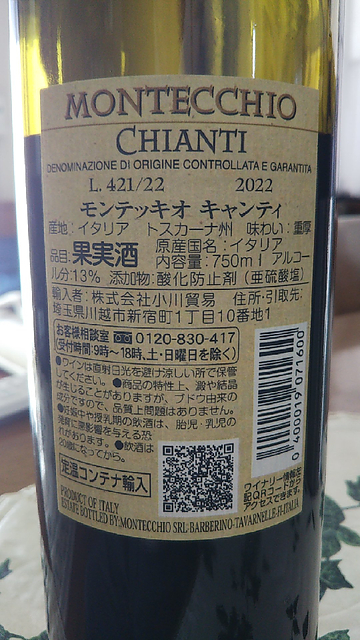 MONTECCHIO
CHIANTI
DENOMINAZIONE DI ORIGINE CONTROLLATA E GARANTITA
L. 421/22 2022
モンテッキオ キャンティ
産地: イタリア トスカーナ州 味わい: 重厚
品目: 果実酒 原産国名: イタリア
内容量: 750ml アルコー
ル分: 13% 添加物: 酸化防止剤 (亜硫酸塩)
輸入者: 株式会社小川貿易 住所・引取先:
埼玉県川越市新宿町1丁目10番地1
お客様相談室 0120-830-417
(受付時間: 9時〜18時、土・日曜日を除く)
●ワインは直射日光を避け涼しい所で保管
してください。●商品の特性上、澱や結晶
が生じることがありますが、ブドウ由来の
成分ですので、品質上問題はありません。
●妊娠中や授乳期の飲酒は、胎児・乳児の
発育に悪影響を与える恐
れがあります。●飲酒は
20歳になってから。
定温コンテナ輸入
ワイナリー情報は
記QRコードから
アクセスできます。
0 400019 071600
PRODUCT OF ITALY
ESTATE BOTTLED BY: MONTECCHIO SRL-BARBERINO-TAVARNELLE-FI-ITALIA